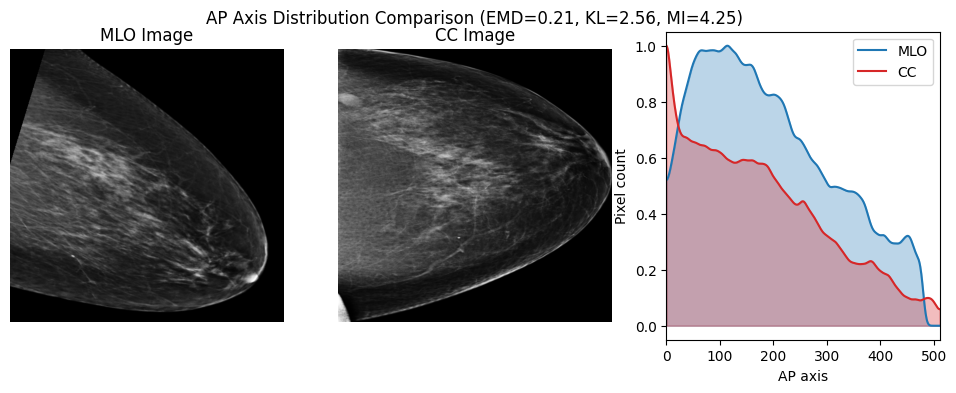 AP Axis Distribution Comparison (EMD=0.21, KL=2.56, MI=4.25)
MLO Image
CC Image
MLO
CC
Pixel count
1.0
0.8
0.6
0.4
0.2
0.0
0 100 200 300 400 500
AP axis